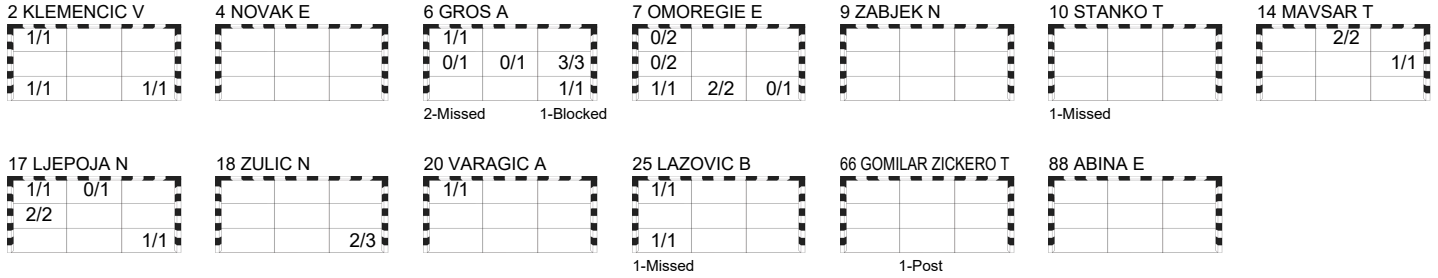 2 KLEMENCIC V 4 NOVAK E 6 GROS A 7 OMOREGIE E 9 ZABJEK N 10 STANKO T 14 MAVSAR T
1/1 1/1 0/2 2/2
0/1 0/1 3/3 0/2 1/1
1/1 1/1 1/1 1/1 2/2 0/1
2-Missed 1-Blocked 1-Missed
17 LJEPOJA N 18 ZULIC N 20 VARAGIC A 25 LAZOVIC B 66 GOMILAR ZICKERO T 88 ABINA E
1/1 0/1 1/1 1/1
2/2
1/1 2/3 1/1
1-Missed 1-Post